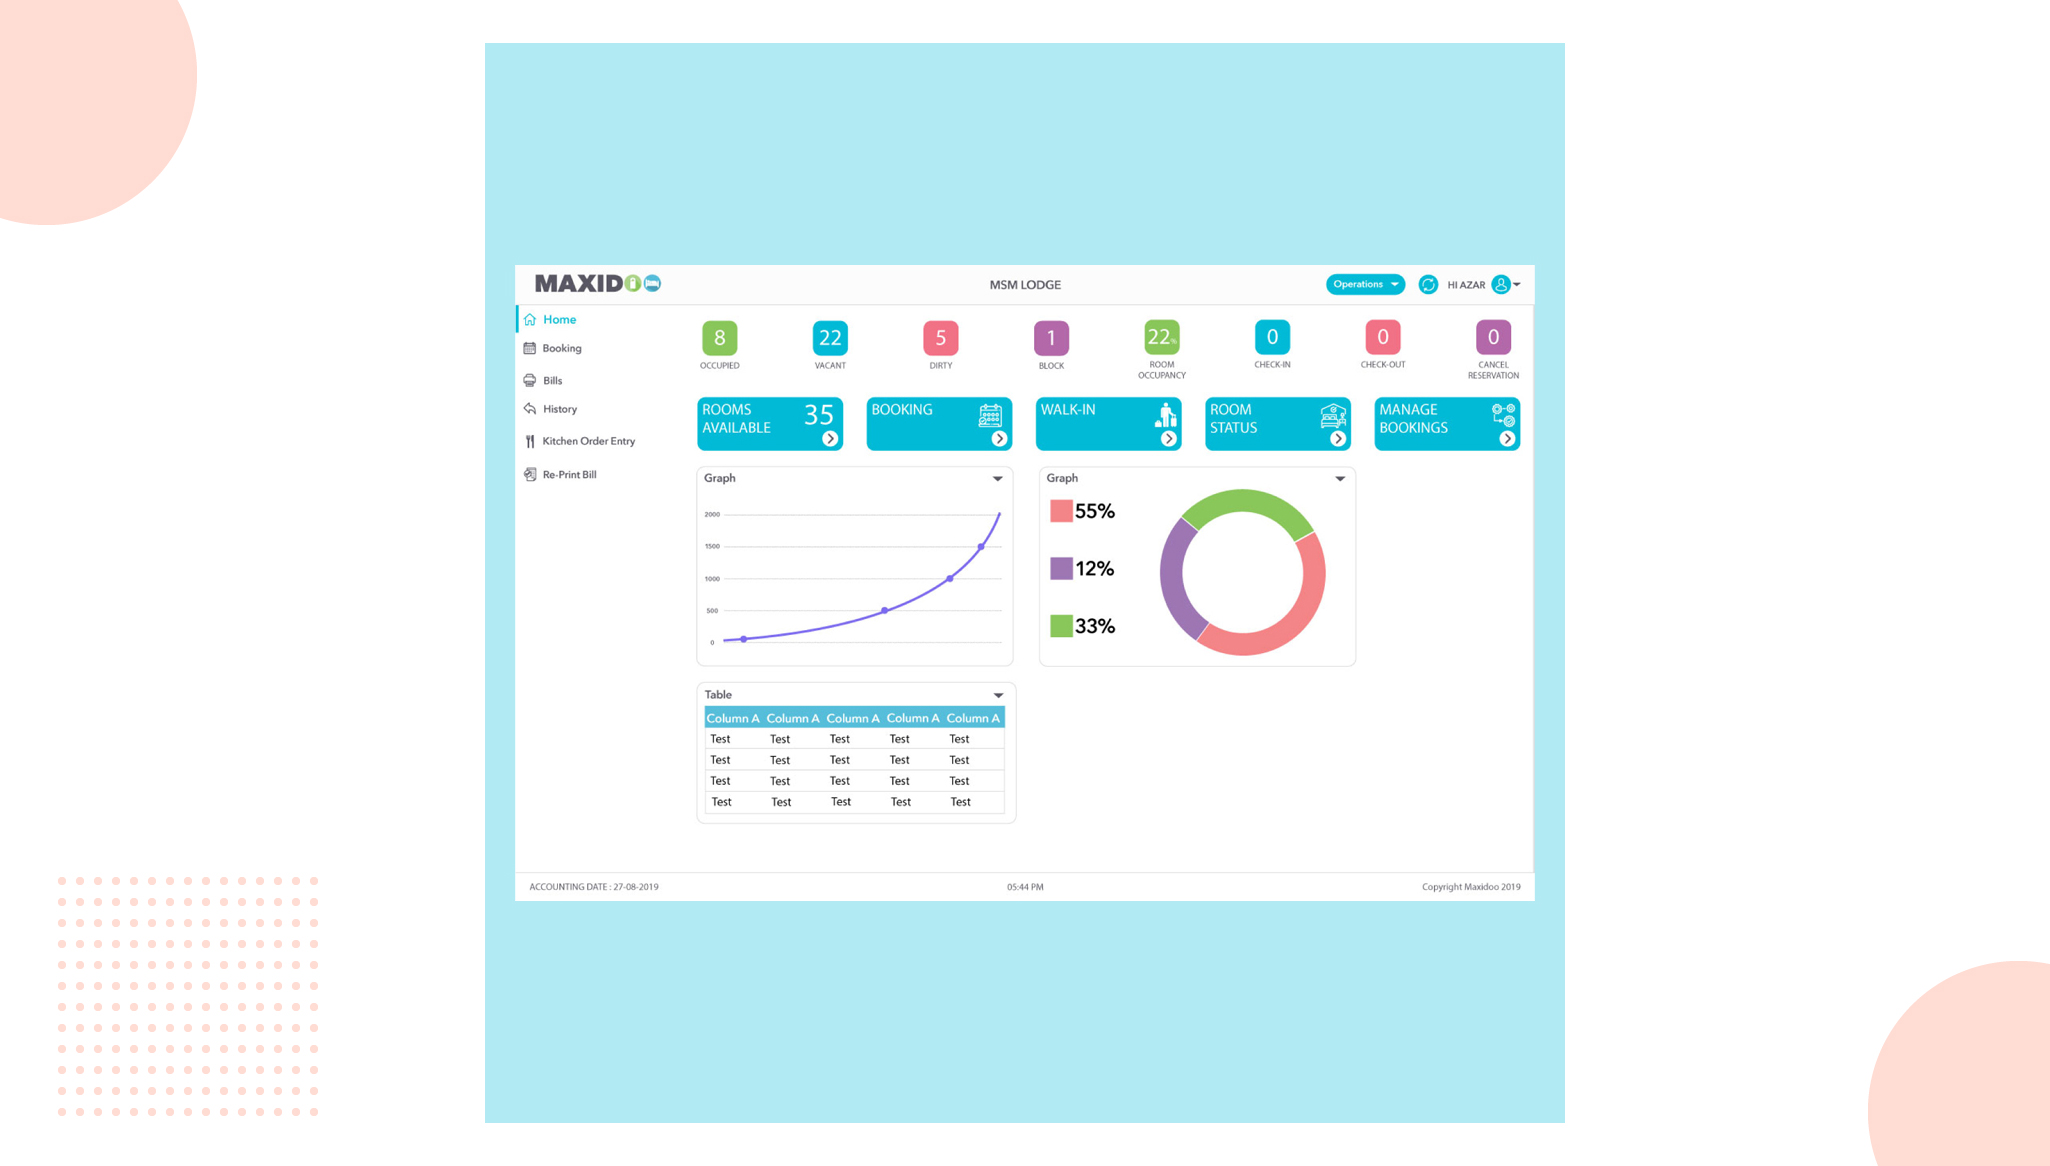 MAXIDOO
MSM LODGE
Operations
HI AZAR
Home
Booking
Bills
History
Kitchen Order Entry
Re-Print Bill
8
OCCUPIED
22
VACANT
5
DIRTY
1
BLOCK
22%
ROOM
OCCUPANCY
0
CHECK-IN
0
CHECK-OUT
0
CANCEL
RESERVATION
ROOMS
AVAILABLE
35
BOOKING
WALK-IN
ROOM
STATUS
MANAGE
BOOKINGS
Graph
2000
1500
1000
500
0
Graph
55%
12%
33%
Table
Column A Column A Column A Column A Column A
Test Test Test Test Test
Test Test Test Test Test
Test Test Test Test Test
Test Test Test Test Test
ACCOUNTING DATE : 27-08-2019
05:44 PM
Copyright Maxidoo 2019